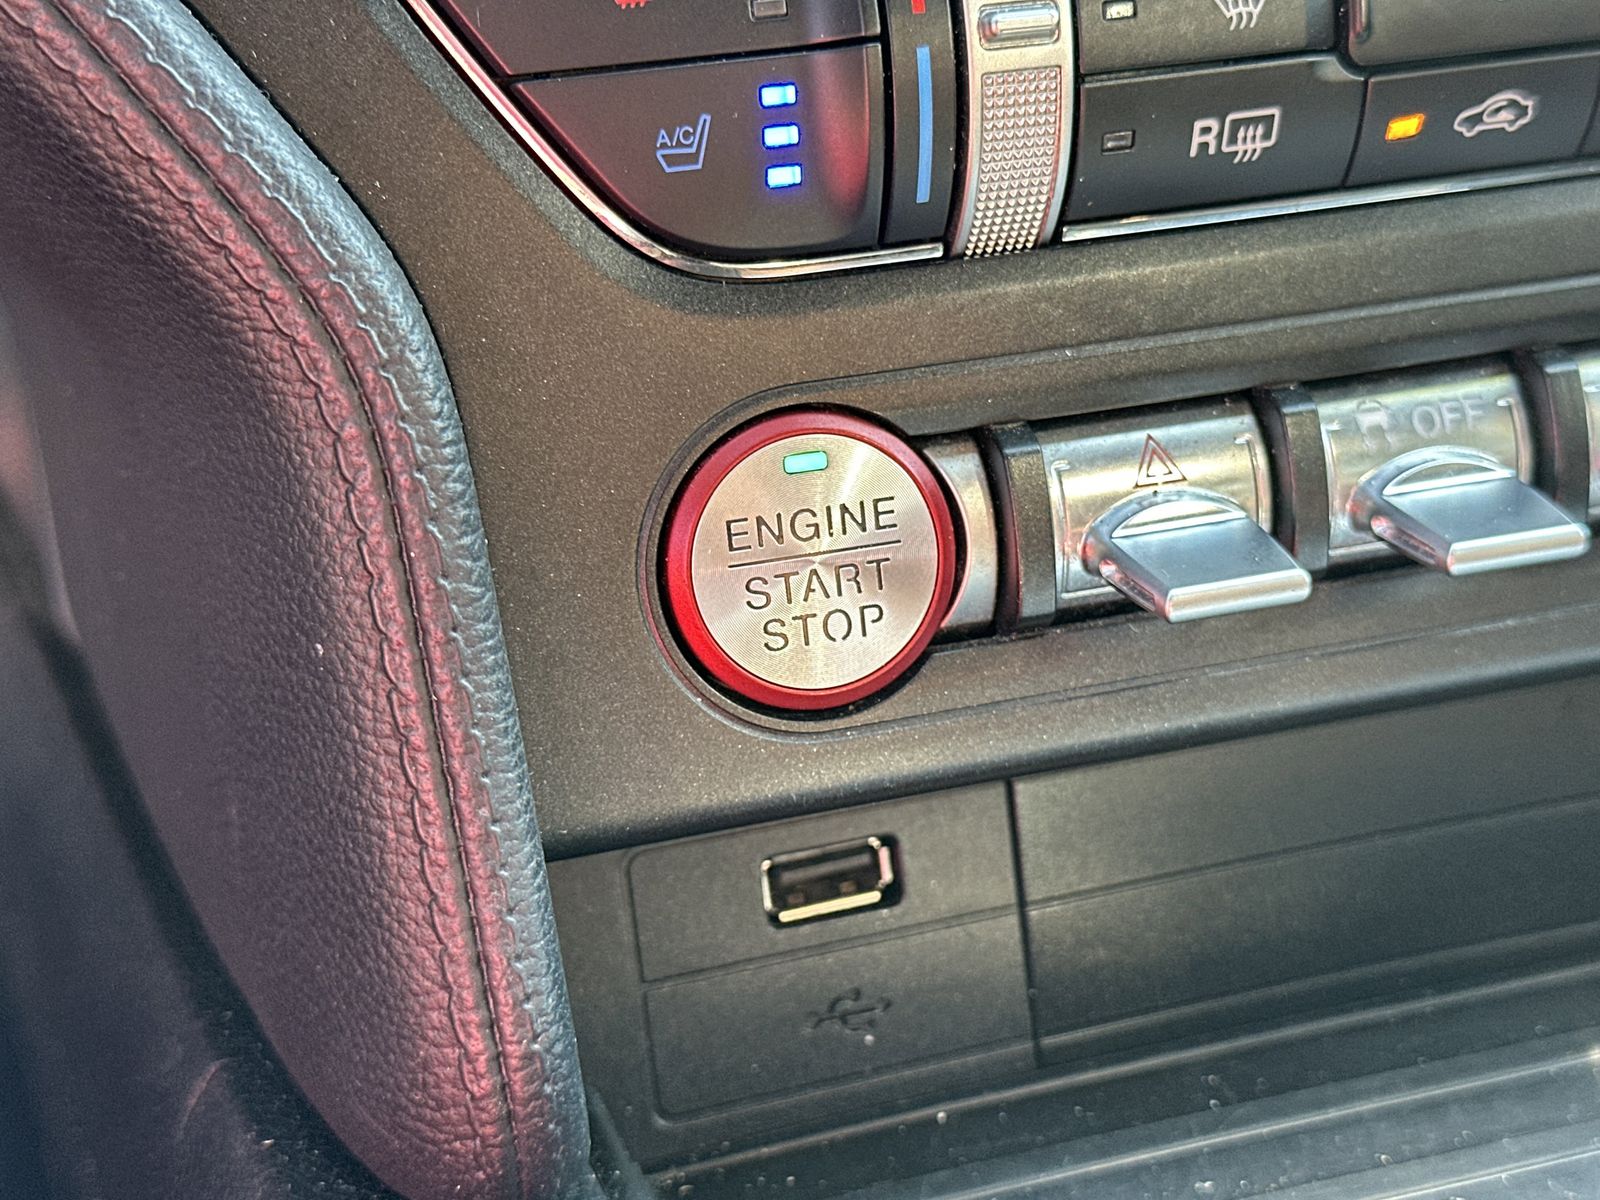 A/C
R
OFF
ENGINE
START
STOP